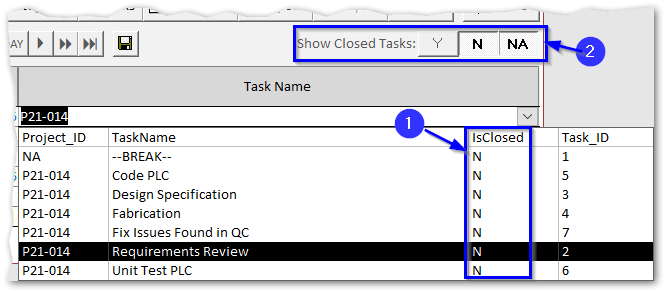 DAY Show Closed Tasks: Y N NA
2
Task Name
P21-014
1
Project_ID TaskName IsClosed Task_ID
NA --BREAK-- N 1
P21-014 Code PLC N 5
P21-014 Design Specification N 3
P21-014 Fabrication N 4
P21-014 Fix Issues Found in QC N 7
P21-014 Requirements Review N 2
P21-014 Unit Test PLC N 6